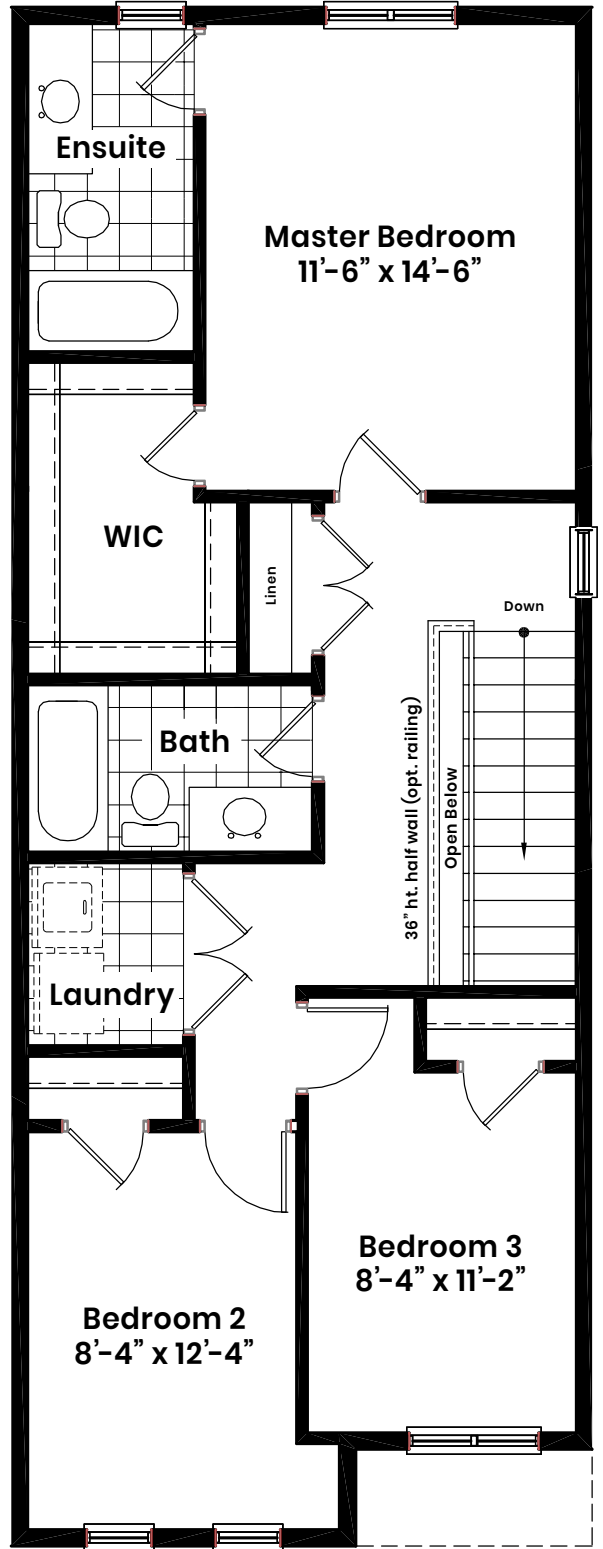 Ensuite
Master Bedroom
11’-6” x 14’-6”
WIC
Linen
Down
Bath
36” ht. half wall (opt. railing)
Open Below
Laundry
Bedroom 3
8’-4” x 11’-2”
Bedroom 2
8’-4” x 12’-4”